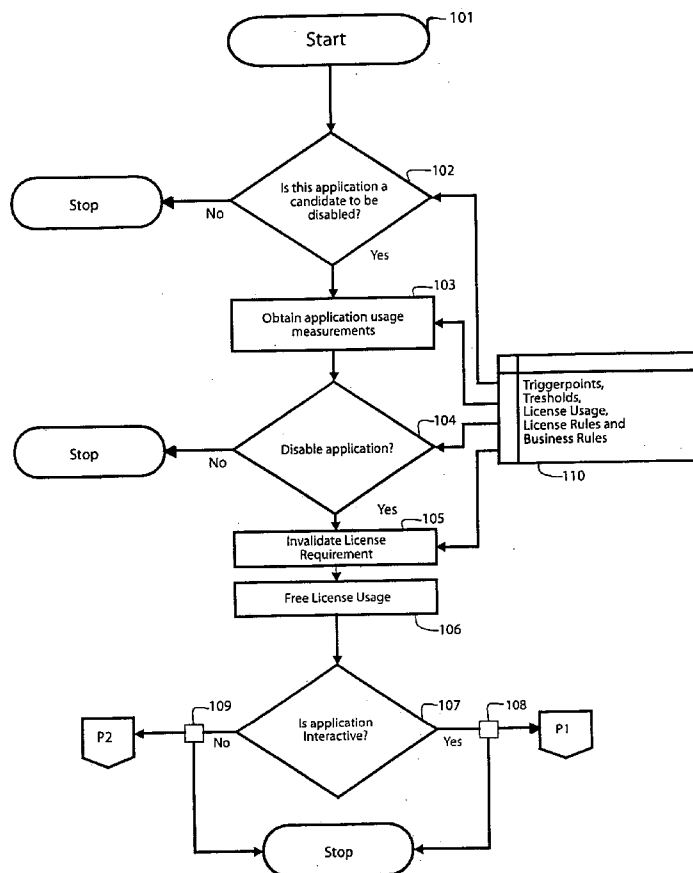 101
Start
102
Is this application a
candidate to be
disabled?
Stop
No
Yes
103
Obtain application usage
measurements
Triggerpoints,
Tresholds,
License Usage,
License Rules and
Business Rules
110
104
Disable application?
Stop
No
Yes
105
Invalidate License
Requirement
Free License Usage
106
109
107
108
P2
No
Is application
Interactive?
Yes
P1
Stop